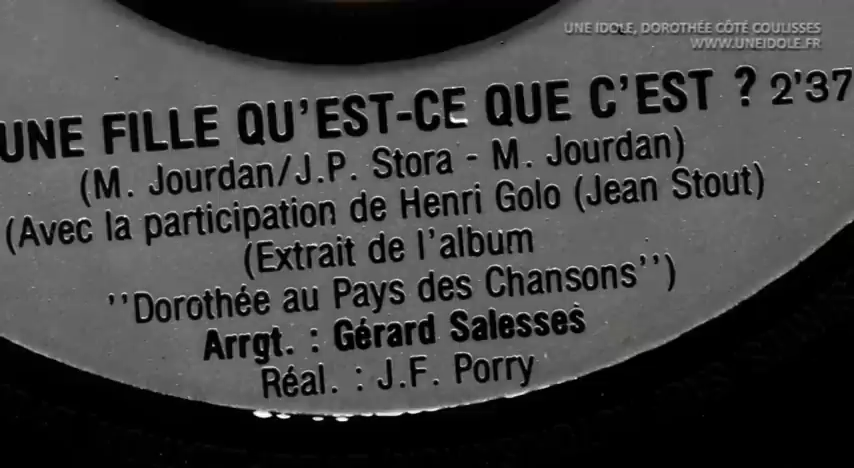 UNE IDOLE, DOROTHÉE CÔTÉ COULISSES
WWW.UNEIDOLE.FR
UNE FILLE QU'EST-CE QUE C'EST ? 2'37
(M. Jourdan/J.P. Stora - M. Jourdan)
(Avec la participation de Henri Golo (Jean Stout)
(Extrait de l'album
''Dorothée au Pays des Chansons'')
Arrgt. : Gérard Salesses
Réal. : J.F. Porry